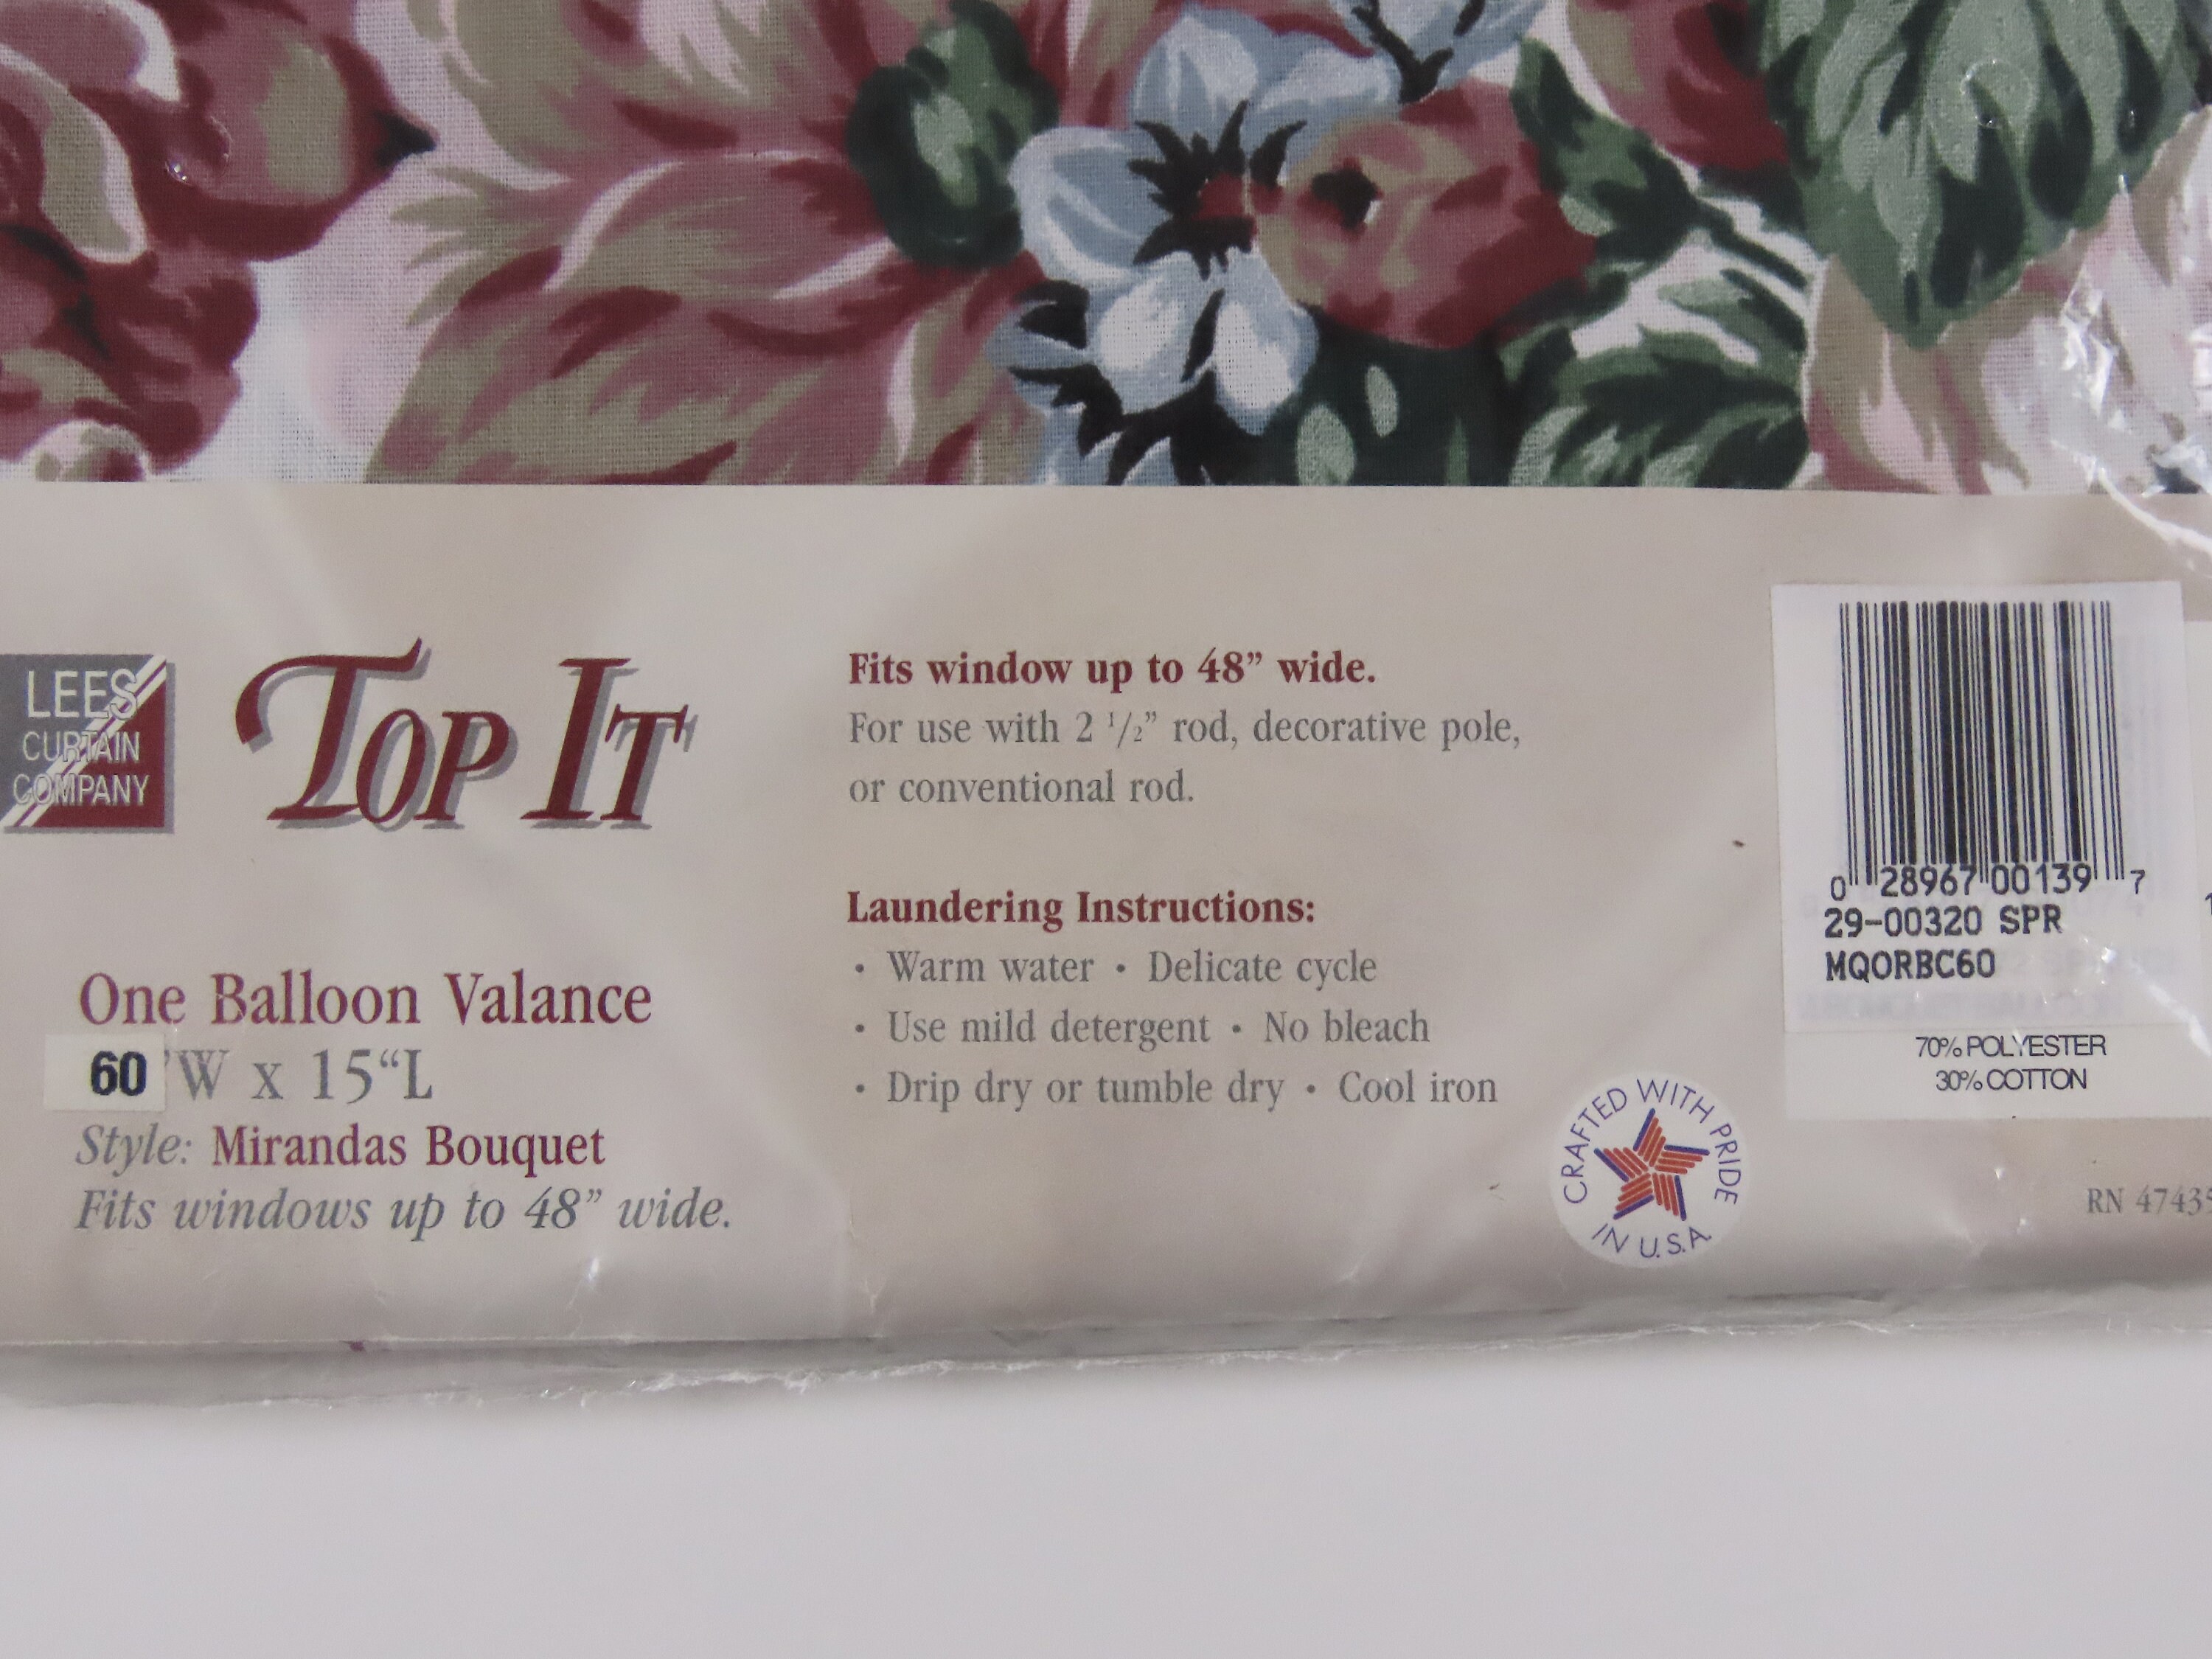 LEES
CURTAIN
COMPANY
TOP IT
One Balloon Valance
60 "W x 15“L
Style: Mirandas Bouquet
Fits windows up to 48” wide.
Fits window up to 48” wide.
For use with 2 1/2” rod, decorative pole,
or conventional rod.
Laundering Instructions:
• Warm water • Delicate cycle
• Use mild detergent • No bleach
• Drip dry or tumble dry • Cool iron
CRAFTED WITH PRIDE
IN U.S.A.
0 28967 00139 7
29-00320 SPR
MQORBC60
70% POLYESTER
30% COTTON
RN 47435